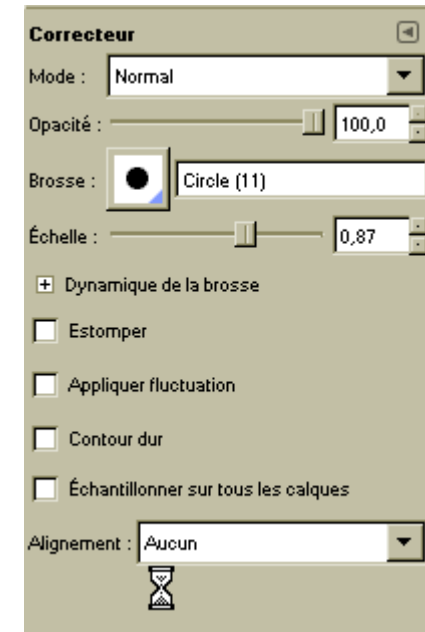 Correcteur
Mode : Normal
Opacité : 100,0
Brosse : Circle (11)
Échelle : 0,87
Dynamique de la brosse
Estomper
Appliquer fluctuation
Contour dur
Échantillonner sur tous les calques
Alignement : Aucun